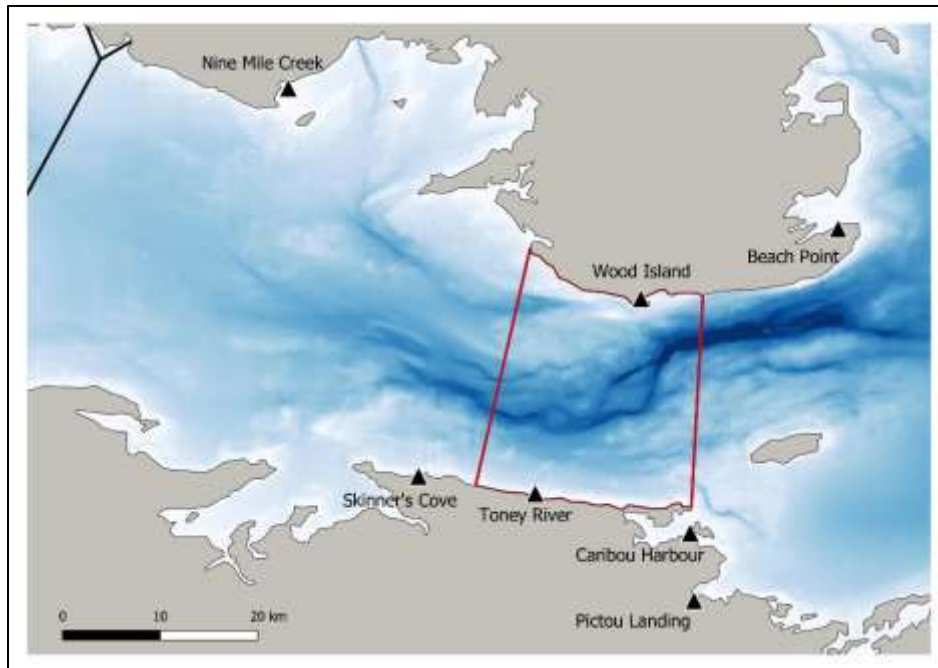 Nine Mile Creek
Beach Point
Wood Island
Skinner's Cove
Toney River
Caribou Harbour
Pictou Landing
0 10 20 km